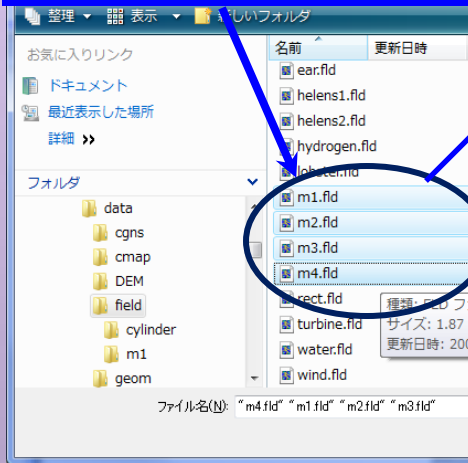 整理 ▼ 表示 ▼ 新しいフォルダ
お気に入りリンク
ドキュメント
最近表示した場所
詳細 »
フォルダ
data
cgns
cmap
DEM
field
cylinder
m1
geom
名前 更新日時
ear.fld
helens1.fld
helens2.fld
hydrogen.fld
lobster.fld
m1.fld
m2.fld
m3.fld
m4.fld
rect.fld
turbine.fld
water.fld
wind.fld
種類: FLD フ
サイズ: 1.87
更新日時: 200
ファイル名(N): "m4.fld" "m1.fld" "m2.fld" "m3.fld"